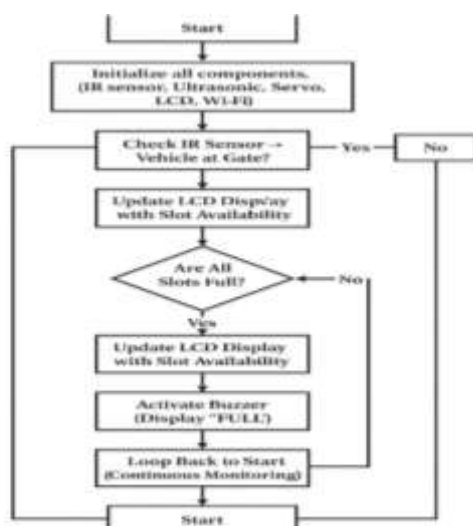 Start
Initialize all components,
(IR sensor, Ultrasonic, Servo,
LCD, Wi-Fi)
Check IR Sensor →
Vehicle at Gate?
Yes
No
Update LCD Display
with Slot Availability
Are All
Slots Full?
No
Yes
Update LCD Display
with Slot Availability
Activate Buzzer
(Display "FULL')
Loop Back to Start
(Continuous Monitoring)
Start